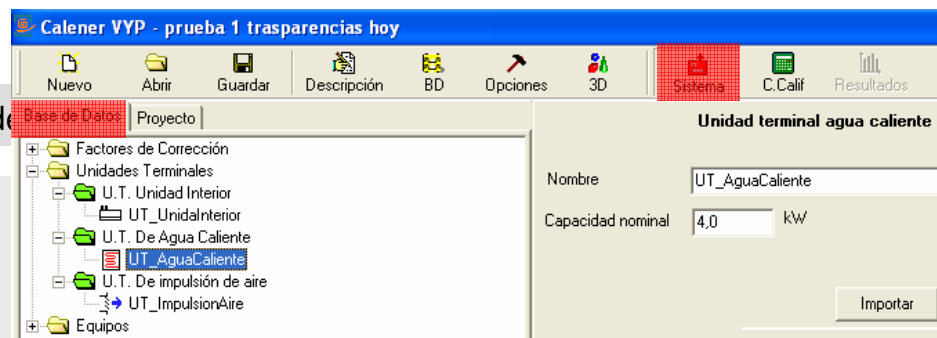 Calener VYP - prueba 1 trasparencias hoy
Nuevo Abrir Guardar Descripción BD Opciones 3D Sistema C.Calif Resultados
de
Base de Datos Proyecto
Unidad terminal agua caliente
Factores de Corrección
Unidades Terminales
U.T. Unidad Interior
Nombre UT_AguaCaliente
UT_UnidaInterior
Capacidad nominal 4,0 kW
U.T. De Agua Caliente
UT_AguaCaliente
U.T. De impulsión de aire
UT_ImpulsionAire
Importar
Equipos